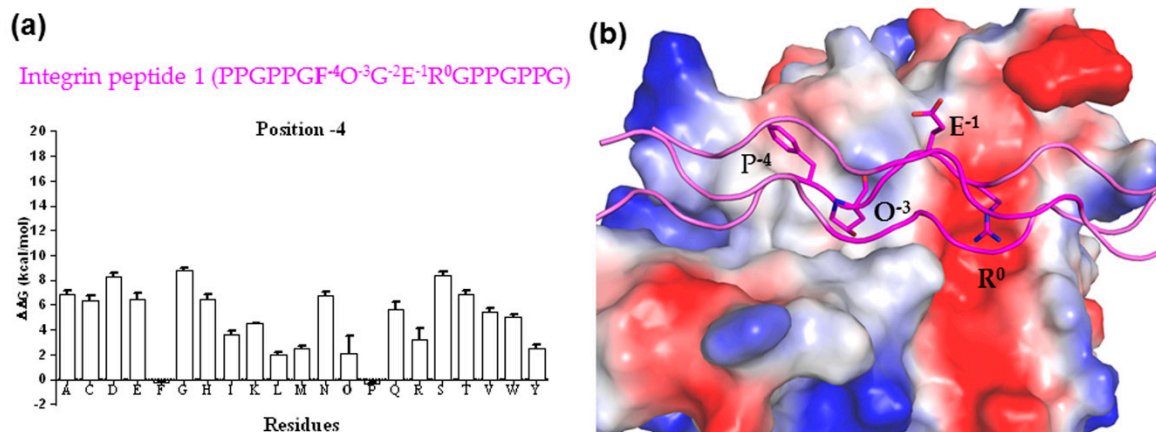 (a)
Integrin peptide 1 (PPGPPGF⁻⁴O⁻³G⁻²E⁻¹R⁰GPPGPPG)
Position -4
ΔΔG (kcal/mol)
20
18
16
14
12
10
8
6
4
2
0
-2
A C D E F G H I K L M N O P Q R S T V W Y
Residues
(b)
E⁻¹
P⁻⁴
O⁻³
R⁰